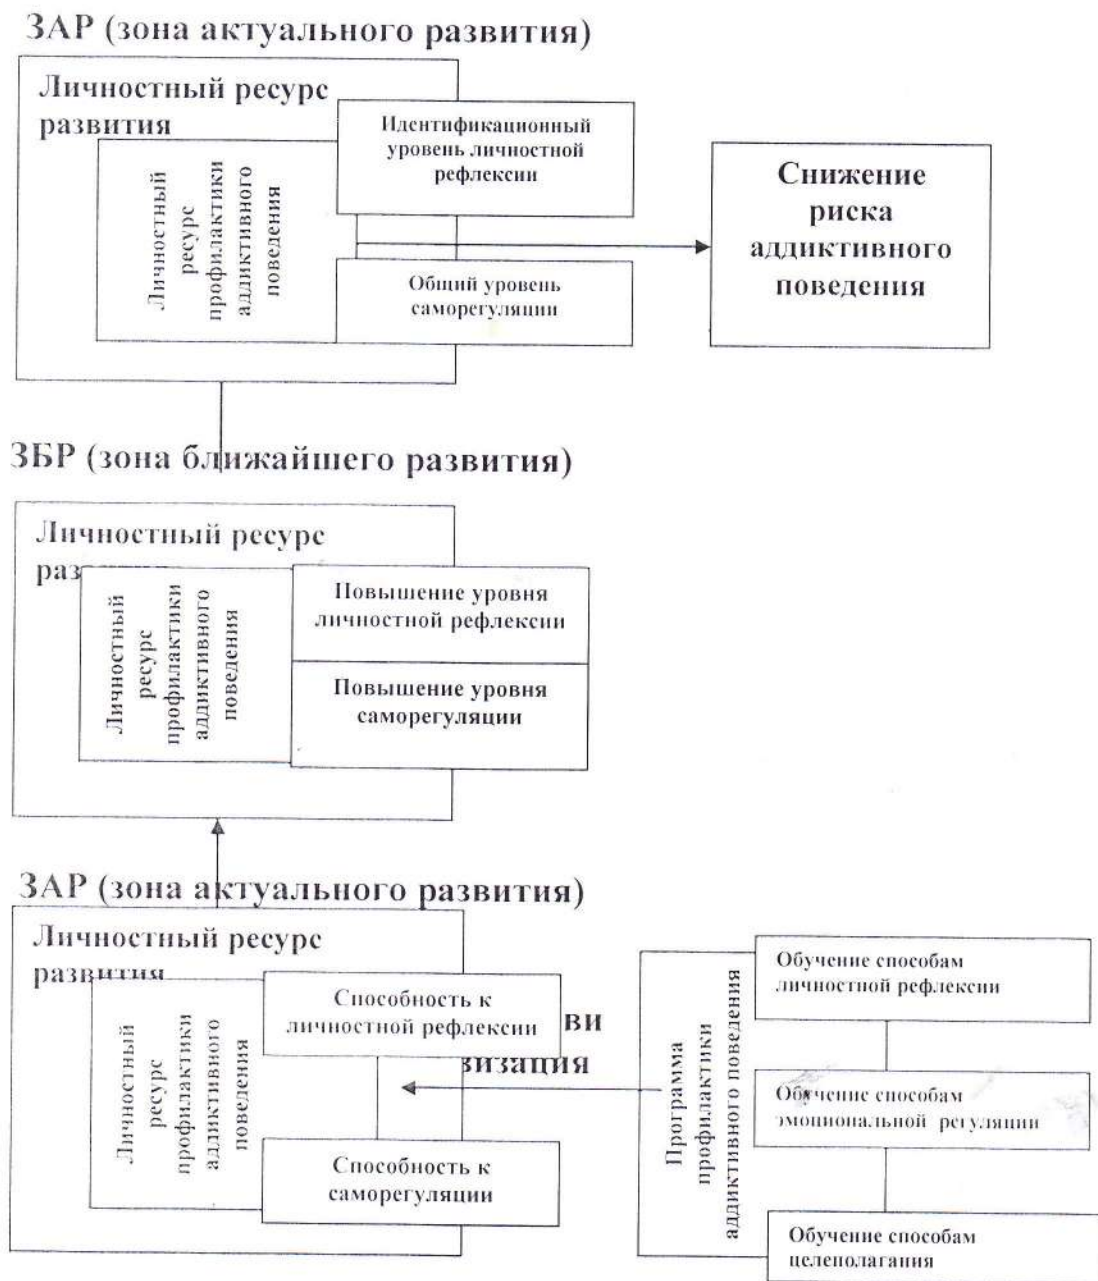 ЗАР (зона актуального развития)
Личностный ресурс
развития
Личностный
ресурс
профилактики
аддиктивного
поведения
Идентификационный
уровень личностной
рефлексии
Общий уровень
саморегуляции
Снижение
риска
аддиктивного
поведения
ЗБР (зона ближайшего развития)
Личностный ресурс
Личностный
ресурс
профилактики
аддиктивного
поведения
Повышение уровня
личностной рефлексии
Повышение уровня
саморегуляции
ЗАР (зона актуального развития)
Личностный ресурс
развития
Личностный
ресурс
профилактики
аддиктивного
поведения
Способность к
личностной рефлексии
Способность к
саморегуляции
Программа
профилактики
аддиктивного поведения
Обучение способам
личностной рефлексии
Обучение способам
эмоциональной регуляции
Обучение способам
целеполагания